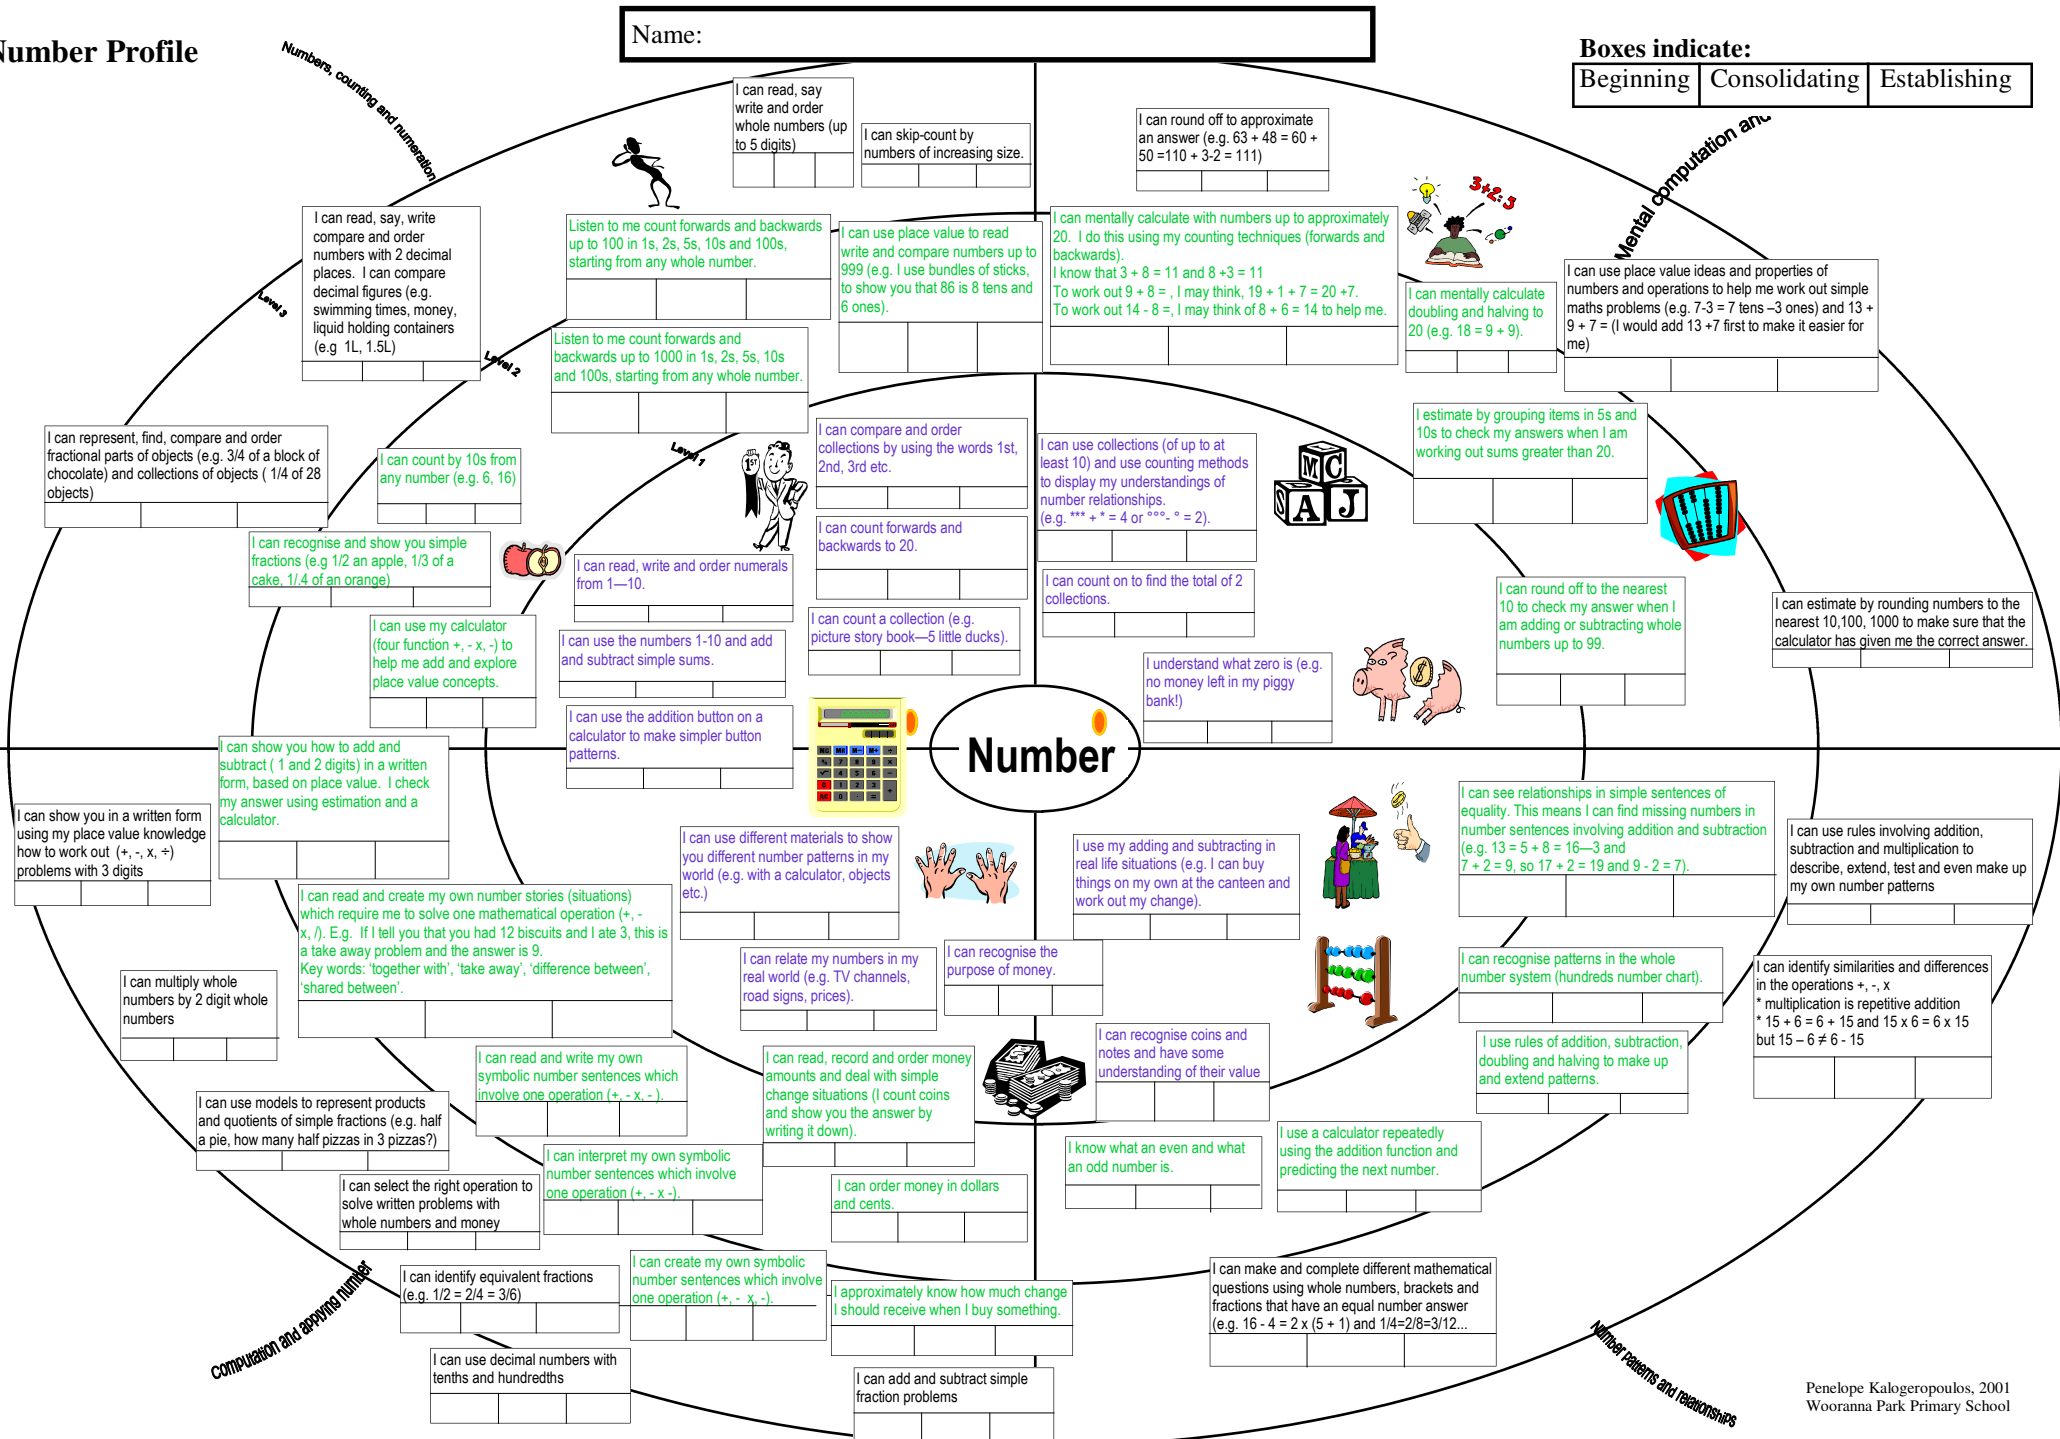 Number Profile
Name:
Boxes indicate:
Beginning Consolidating Establishing
Numbers, counting and numeration
Mental computation and
Level 3
Level 2
Level 1
I can read, say
write and order
whole numbers (up
to 5 digits)
I can skip-count by
numbers of increasing size.
I can round off to approximate
an answer (e.g. 63 + 48 = 60 +
50 =110 + 3-2 = 111)
3+2=5
I can read, say, write
compare and order
numbers with 2 decimal
places. I can compare
decimal figures (e.g.
swimming times, money,
liquid holding containers
(e.g 1L, 1.5L)
Listen to me count forwards and backwards
up to 100 in 1s, 2s, 5s, 10s and 100s,
starting from any whole number.
I can use place value to read
write and compare numbers up to
999 (e.g. I use bundles of sticks,
to show you that 86 is 8 tens and
6 ones).
I can mentally calculate with numbers up to approximately
20. I do this using my counting techniques (forwards and
backwards).
I know that 3 + 8 = 11 and 8 +3 = 11
To work out 9 + 8 = , I may think, 19 + 1 + 7 = 20 +7.
To work out 14 - 8 =, I may think of 8 + 6 = 14 to help me.
I can mentally calculate
doubling and halving to
20 (e.g. 18 = 9 + 9).
I can use place value ideas and properties of
numbers and operations to help me work out simple
maths problems (e.g. 7-3 = 7 tens –3 ones) and 13 +
9 + 7 = (I would add 13 +7 first to make it easier for
me)
Listen to me count forwards and
backwards up to 1000 in 1s, 2s, 5s, 10s
and 100s, starting from any whole number.
I can represent, find, compare and order
fractional parts of objects (e.g. 3/4 of a block of
chocolate) and collections of objects ( 1/4 of 28
objects)
I can count by 10s from
any number (e.g. 6, 16)
1ST
I can compare and order
collections by using the words 1st,
2nd, 3rd etc.
I can use collections (of up to at
least 10) and use counting methods
to display my understandings of
number relationships.
(e.g. *** + * = 4 or °°°- ° = 2).
M C
S A J
I estimate by grouping items in 5s and
10s to check my answers when I am
working out sums greater than 20.
I can recognise and show you simple
fractions (e.g 1/2 an apple, 1/3 of a
cake, 1/.4 of an orange)
I can count forwards and
backwards to 20.
I can read, write and order numerals
from 1—10.
I can count on to find the total of 2
collections.
I can round off to the nearest
10 to check my answer when I
am adding or subtracting whole
numbers up to 99.
I can estimate by rounding numbers to the
nearest 10,100, 1000 to make sure that the
calculator has given me the correct answer.
I can use my calculator
(four function +, - x, -) to
help me add and explore
place value concepts.
I can use the numbers 1-10 and add
and subtract simple sums.
I can count a collection (e.g.
picture story book—5 little ducks).
I understand what zero is (e.g.
no money left in my piggy
bank!)
I can use the addition button on a
calculator to make simpler button
patterns.
Number
I can show you how to add and
subtract ( 1 and 2 digits) in a written
form, based on place value. I check
my answer using estimation and a
calculator.
I can show you in a written form
using my place value knowledge
how to work out (+, -, x, ÷)
problems with 3 digits
I can use different materials to show
you different number patterns in my
world (e.g. with a calculator, objects
etc.)
I use my adding and subtracting in
real life situations (e.g. I can buy
things on my own at the canteen and
work out my change).
I can see relationships in simple sentences of
equality. This means I can find missing numbers in
number sentences involving addition and subtraction
(e.g. 13 = 5 + 8 = 16—3 and
7 + 2 = 9, so 17 + 2 = 19 and 9 - 2 = 7).
I can use rules involving addition,
subtraction and multiplication to
describe, extend, test and even make up
my own number patterns
I can read and create my own number stories (situations)
which require me to solve one mathematical operation (+, -
x, /). E.g. If I tell you that you had 12 biscuits and I ate 3, this is
a take away problem and the answer is 9.
Key words: ‘together with’, ‘take away’, ‘difference between’,
‘shared between’.
I can relate my numbers in my
real world (e.g. TV channels,
road signs, prices).
I can recognise the
purpose of money.
I can recognise patterns in the whole
number system (hundreds number chart).
I can identify similarities and differences
in the operations +, -, x
* multiplication is repetitive addition
* 15 + 6 = 6 + 15 and 15 x 6 = 6 x 15
but 15 – 6 ≠ 6 - 15
I can multiply whole
numbers by 2 digit whole
numbers
I can read and write my own
symbolic number sentences which
involve one operation (+, - x, - ).
I can read, record and order money
amounts and deal with simple
change situations (I count coins
and show you the answer by
writing it down).
I can recognise coins and
notes and have some
understanding of their value
I use rules of addition, subtraction,
doubling and halving to make up
and extend patterns.
I can use models to represent products
and quotients of simple fractions (e.g. half
a pie, how many half pizzas in 3 pizzas?)
I can interpret my own symbolic
number sentences which involve
one operation (+, - x -).
I know what an even and what
an odd number is.
I use a calculator repeatedly
using the addition function and
predicting the next number.
I can select the right operation to
solve written problems with
whole numbers and money
I can order money in dollars
and cents.
I can identify equivalent fractions
(e.g. 1/2 = 2/4 = 3/6)
I can create my own symbolic
number sentences which involve
one operation (+, - x, -).
I approximately know how much change
I should receive when I buy something.
I can make and complete different mathematical
questions using whole numbers, brackets and
fractions that have an equal number answer
(e.g. 16 - 4 = 2 x (5 + 1) and 1/4=2/8=3/12...
I can use decimal numbers with
tenths and hundredths
I can add and subtract simple
fraction problems
Computation and applying number
Number patterns and relationships
Penelope Kalogeropoulos, 2001
Wooranna Park Primary School